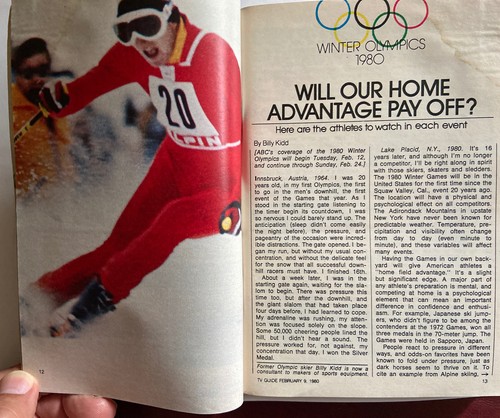 20
ALPIN
12
WINTER OLYMPICS
1980
WILL OUR HOME
ADVANTAGE PAY OFF?
Here are the athletes to watch in each event
By Billy Kidd
[ABC's coverage of the 1980 Winter
Olympics will begin Tuesday, Feb. 12,
and continue through Sunday, Feb. 24.]
Innsbruck, Austria, 1964. I was 20
years old, in my first Olympics, the first
to go in the men's downhill, the first
event of the Games that year. As I
stood in the starting gate listening to
the timer begin its countdown, I was
so nervous I could barely stand up. The
anticipation (sleep didn't come easily
the night before), the pressure, and
pageantry of the occasion were incred-
ible distractions. The gate opened. I be-
gan my run, but without my usual con-
centration, and without the delicate feel
for the snow that all successful down-
hill racers must have. I finished 16th.
About a week later, I was in the
starting gate again, waiting for the sla-
lom to begin. There was pressure this
time too, but after the downhill, and
the giant slalom that had taken place
four days before, I had learned to cope.
My adrenaline was rushing, my atten-
tion was focused solely on the slope.
Some 50,000 cheering people lined the
hill, but I didn't hear a sound. The
pressure worked for, not against, my
concentration that day. I won the Silver
Medal.
Former Olympic skier Billy Kidd is now a
consultant to makers of sports equipment.
Lake Placid, N.Y., 1980. It's 16
years later, and although I'm no longer
a competitor, I'll be right along in spirit
with those skiers, skaters and sledders.
The 1980 Winter Games will be in the
United States for the first time since the
Squaw Valley, Cal., event 20 years ago.
The location will have a physical and
psychological effect on all competitors.
The Adirondack Mountains in upstate
New York have never been known for
predictable weather. Temperature, pre-
cipitation and visibility often change
from day to day (even minute to
minute), and these variables will affect
many events.
Having the Games in our own back-
yard will give American athletes a
"home field advantage." It's a slight
but significant edge. A major part of
any athlete's preparation is mental, and
competing at home is a psychological
element that can mean an important
difference in confidence and enthusi-
asm. For example, Japanese ski jump-
ers, who didn't figure to be among the
contenders at the 1972 Games, won all
three medals in the 70-meter jump. The
Games were held in Sapporo, Japan.
People react to pressure in different
ways, and odds-on favorites have been
known to fold under pressure, just as
dark horses seem to thrive on it. To
cite an example from Alpine skiing, →
TV GUIDE FEBRUARY 9, 1980
13